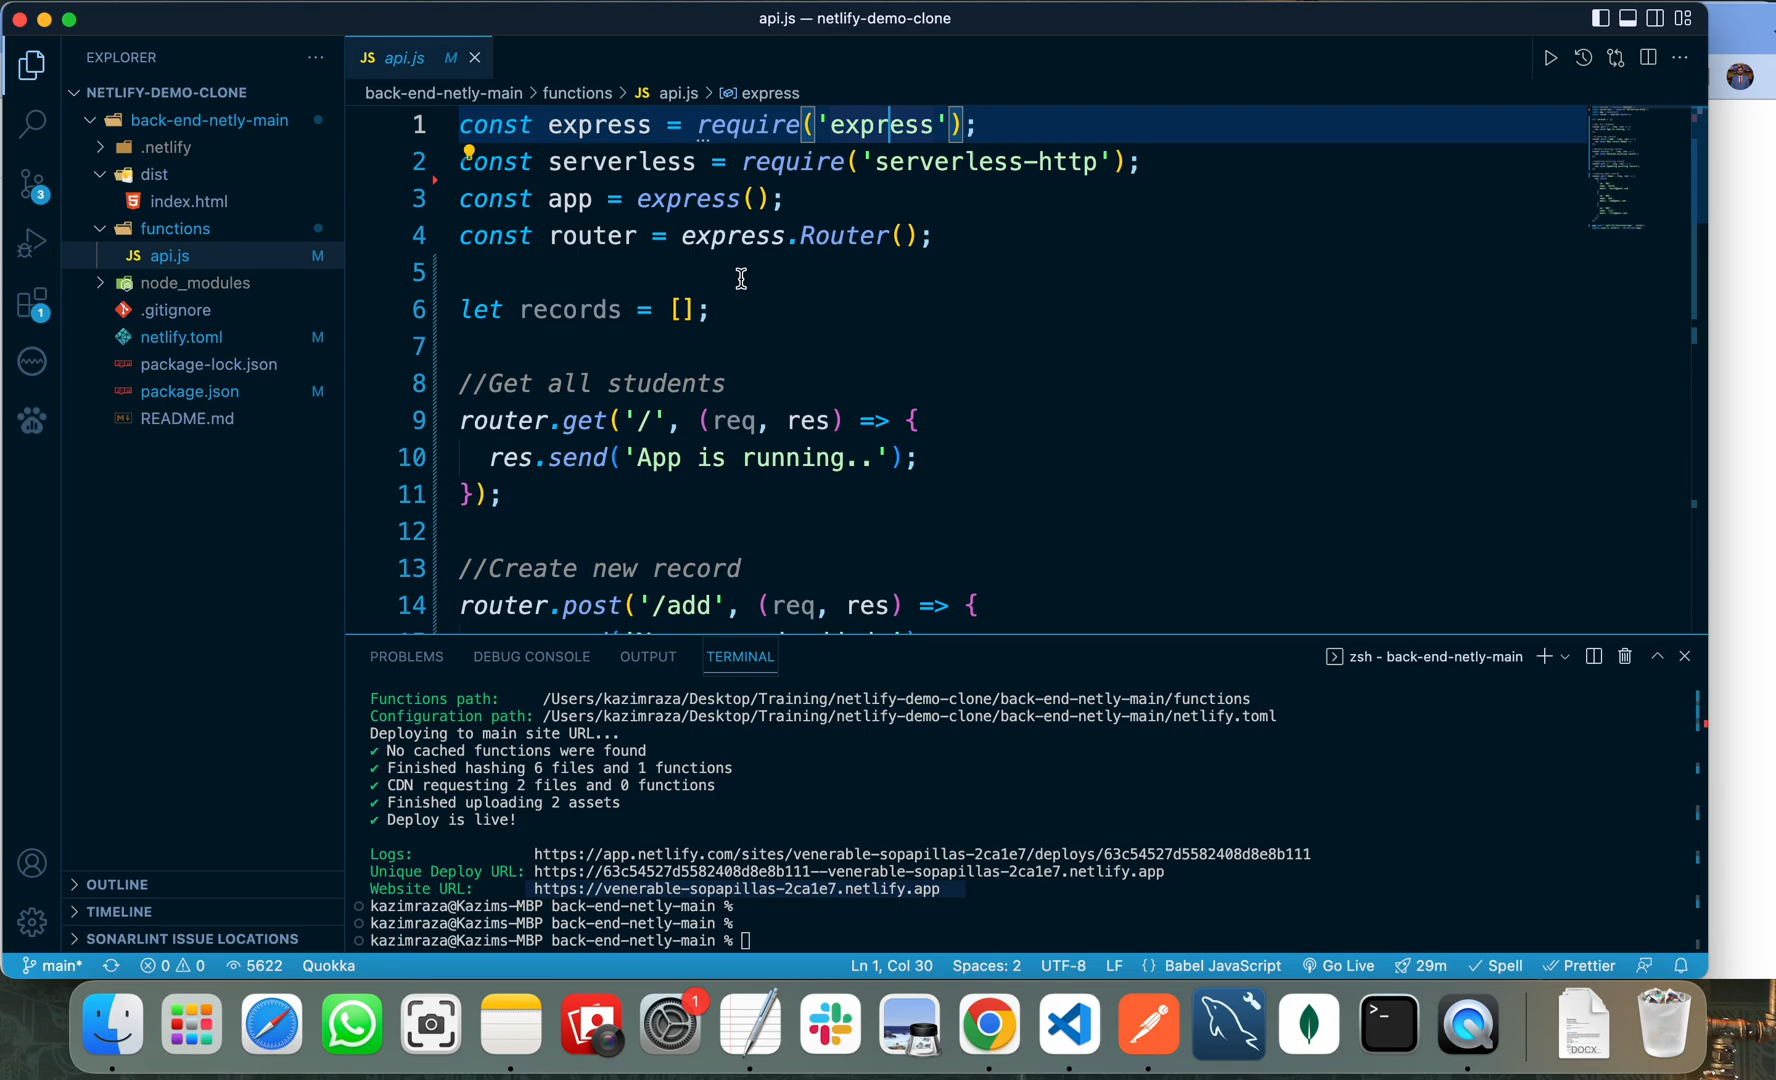 api.js — netlify-demo-clone
EXPLORER
NETLIFY-DEMO-CLONE
back-end-netly-main
.netlify
dist
index.html
functions
JS api.js M
node_modules
.gitignore
netlify.toml M
package-lock.json
package.json M
README.md
OUTLINE
TIMELINE
SONARLINT ISSUE LOCATIONS
3
1
JS api.js M
back-end-netly-main > functions > JS api.js > express
1 const express = require('express');
2 const serverless = require('serverless-http');
3 const app = express();
4 const router = express.Router();
5
6 let records = [];
7
8 //Get all students
9 router.get('/', (req, res) => {
10 res.send('App is running..');
11 });
12
13 //Create new record
14 router.post('/add', (req, res) => {
PROBLEMS DEBUG CONSOLE OUTPUT TERMINAL
zsh - back-end-netly-main
Functions path: /Users/kazimraza/Desktop/Training/netlify-demo-clone/back-end-netly-main/functions
Configuration path: /Users/kazimraza/Desktop/Training/netlify-demo-clone/back-end-netly-main/netlify.toml
Deploying to main site URL...
✔ No cached functions were found
✔ Finished hashing 6 files and 1 functions
✔ CDN requesting 2 files and 0 functions
✔ Finished uploading 2 assets
✔ Deploy is live!
Logs: https://app.netlify.com/sites/venerable-sopapillas-2ca1e7/deploys/63c54527d5582408d8e8b111
Unique Deploy URL: https://63c54527d5582408d8e8b111--venerable-sopapillas-2ca1e7.netlify.app
Website URL: https://venerable-sopapillas-2ca1e7.netlify.app
kazimraza@Kazims-MBP back-end-netly-main %
kazimraza@Kazims-MBP back-end-netly-main %
kazimraza@Kazims-MBP back-end-netly-main %
main* 0 0 5622 Quokka Ln 1, Col 30 Spaces: 2 UTF-8 LF {} Babel JavaScript Go Live 29m Spell Prettier
1
DOCX